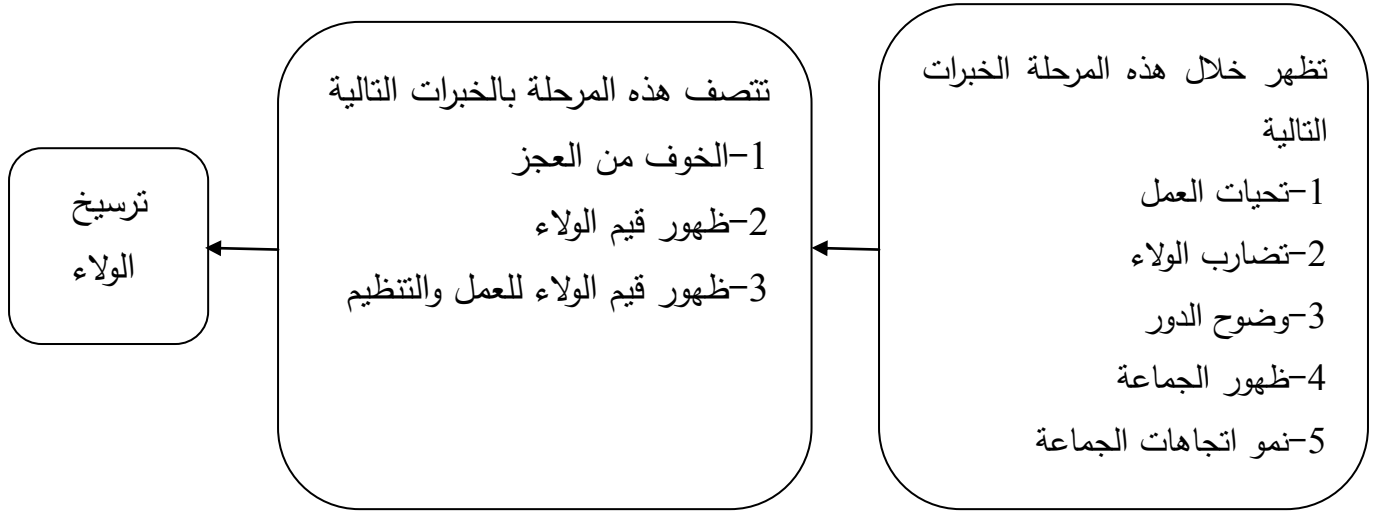 تظهر خلال هذه المرحلة الخبرات
التالية
1-تحيات العمل
2-تضارب الولاء
3-وضوح الدور
4-ظهور الجماعة
5-نمو اتجاهات الجماعة
تتصف هذه المرحلة بالخبرات التالية
1-الخوف من العجز
2-ظهور قيم الولاء
3-ظهور قيم الولاء للعمل والتنظيم
ترسيخ
الولاء